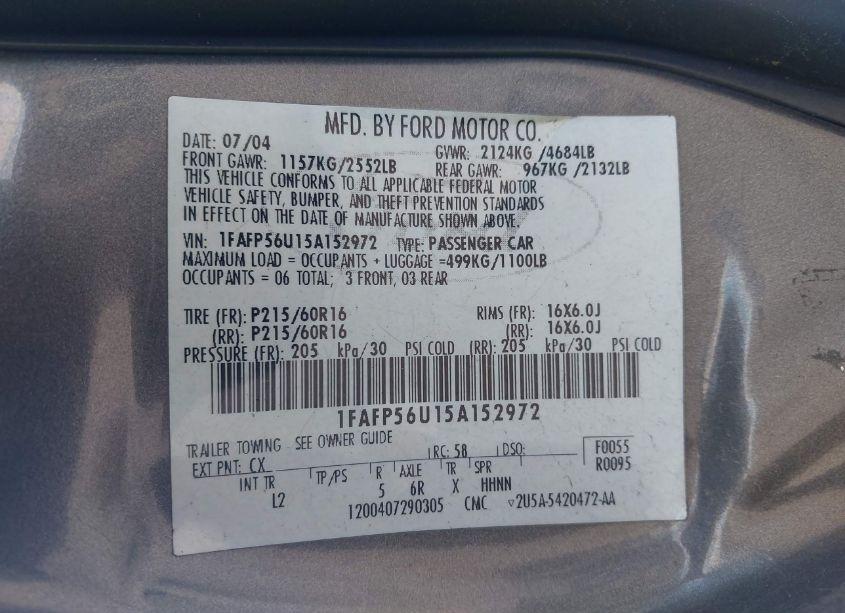 MFD. BY FORD MOTOR CO.
DATE: 07/04 GVWR: 2124KG /4684LB
FRONT GAWR: 1157KG/2552LB REAR GAWR: 967KG /2132LB
THIS VEHICLE CONFORMS TO ALL APPLICABLE FEDERAL MOTOR
VEHICLE SAFETY, BUMPER, AND THEFT PREVENTION STANDARDS
IN EFFECT ON THE DATE OF MANUFACTURE SHOWN ABOVE.
VIN: 1FAFP56U15A152972 TYPE: PASSENGER CAR
MAXIMUM LOAD = OCCUPANTS + LUGGAGE =499KG/1100LB
OCCUPANTS = 06 TOTAL; 3 FRONT, 03 REAR
TIRE (FR): P215/60R16 RIMS (FR): 16X6.0J
(RR): P215/60R16 (RR): 16X6.0J
PRESSURE (FR): 205 kPa/30 PSI COLD (RR): 205 kPa/30 PSI COLD
1FAFP56U15A152972
TRAILER TOWING - SEE OWNER GUIDE
EXT PNT: CX RC: 58 DSO: F0055
R0095
INT TR TP/PS R AXLE TR SPR
L2 5 6R X HHNN
1200407290305 CMC ▽2U5A-5420472-AA